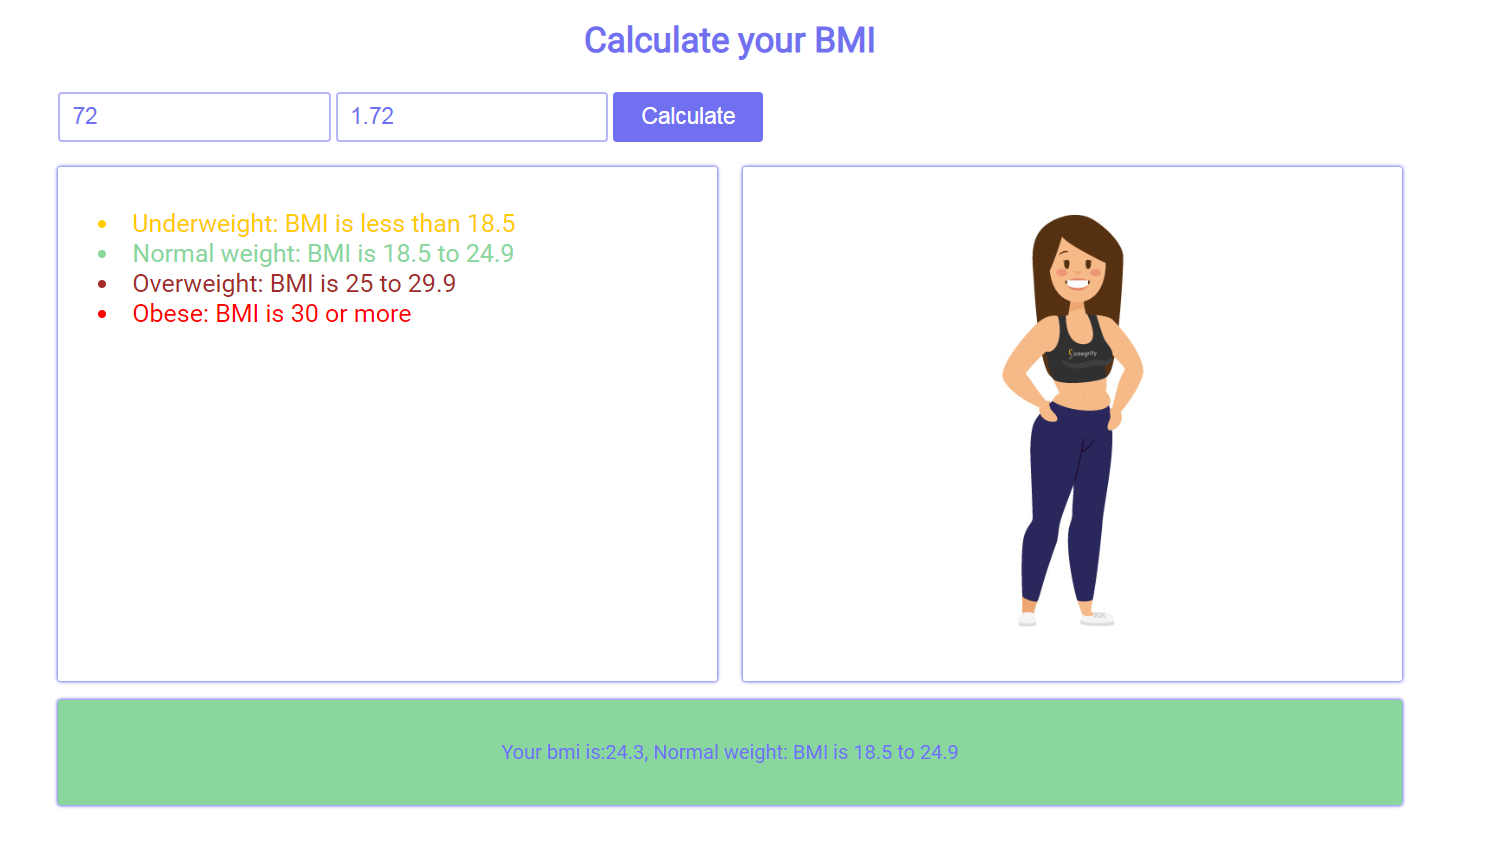 Calculate your BMI
72
1.72
Calculate
Underweight: BMI is less than 18.5
Normal weight: BMI is 18.5 to 24.9
Overweight: BMI is 25 to 29.9
Obese: BMI is 30 or more
integrity
Your bmi is:24.3, Normal weight: BMI is 18.5 to 24.9